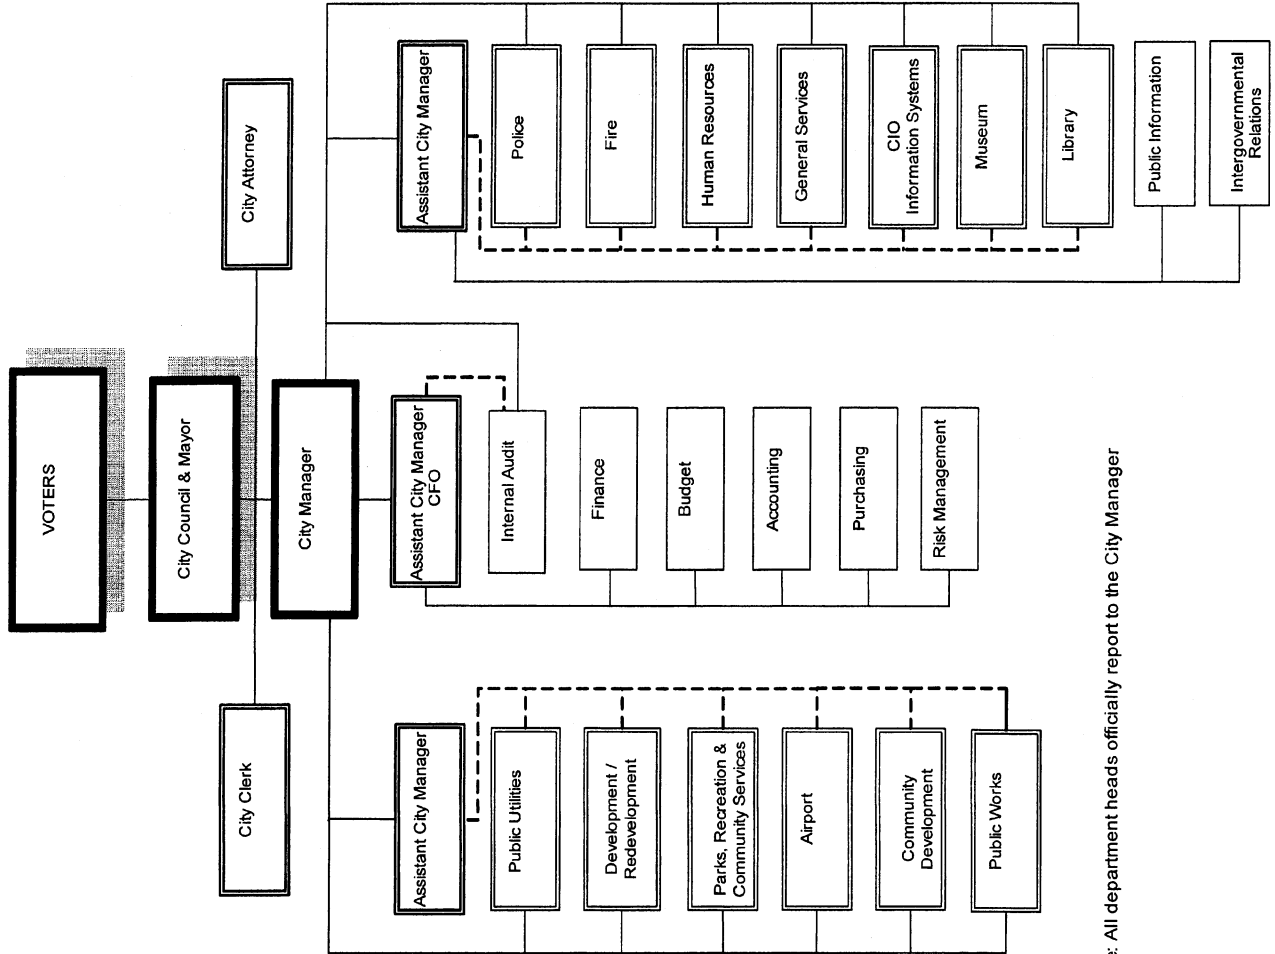 VOTERS
City Council & Mayor
City Clerk
City Attorney
City Manager
Assistant City Manager
Public Utilities
Development /
Redevelopment
Parks, Recreation &
Community Services
Airport
Community
Development
Public Works
Assistant City Manager
CFO
Internal Audit
Finance
Budget
Accounting
Purchasing
Risk Management
Assistant City Manager
Police
Fire
Human Resources
General Services
CIO
Information Systems
Museum
Library
Public Information
Intergovernmental
Relations
e: All department heads officially report to the City Manager